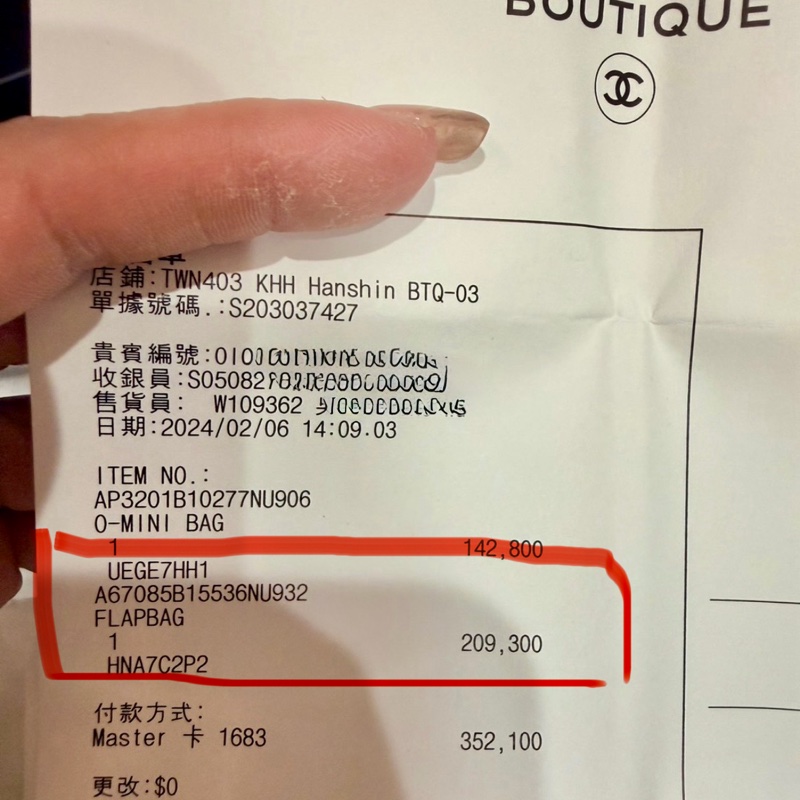 BOUTIQUE
店鋪:TWN403 KHH Hanshin BTQ-03
單據號碼.:S203037427
貴賓編號:
收銀員:S05082
售貨員: W109362
日期:2024/02/06 14:09:03
ITEM NO.:
AP3201B10277NU906
O-MINI BAG
1 142,800
UEGE7HH1
A67085B15536NU932
FLAPBAG
1 209,300
HNA7C2P2
付款方式:
Master 卡 1683 352,100
更改:$0